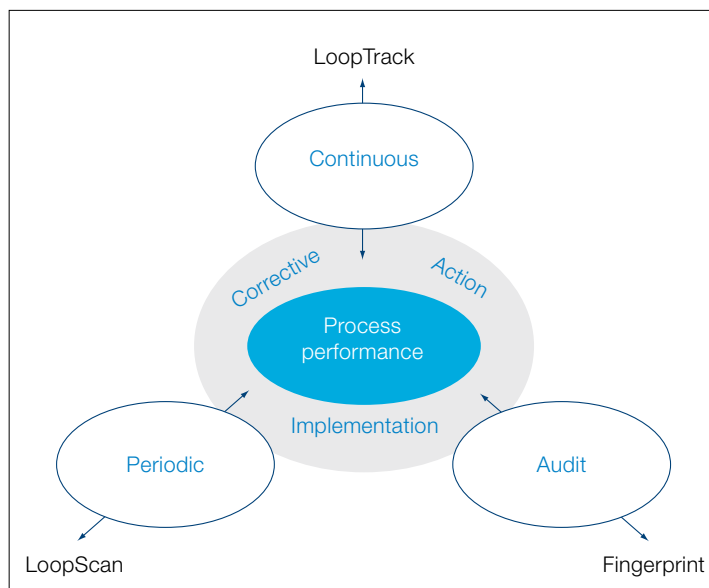 LoopTrack
Continuous
Corrective
Action
Process
performance
Implementation
Periodic
Audit
LoopScan
Fingerprint